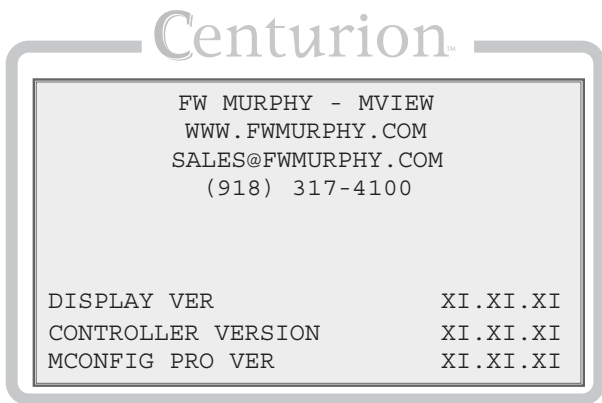 Centurion™
FW MURPHY - MVIEW
WWW.FWMURPHY.COM
SALES@FWMURPHY.COM
(918) 317-4100
DISPLAY VER XI.XI.XI
CONTROLLER VERSION XI.XI.XI
MCONFIG PRO VER XI.XI.XI